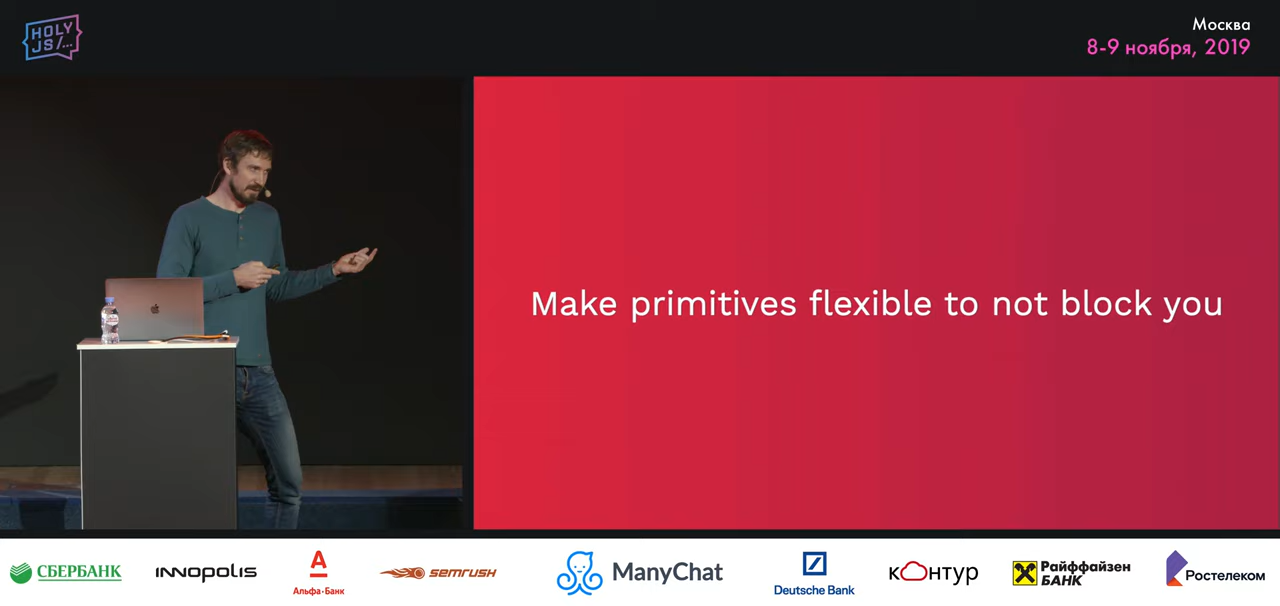 HOLY
JS/...
Москва
8-9 ноября, 2019
Make primitives flexible to not block you
СБЕРБАНК
INNOPOLIS
А
Альфа·Банк
semrush
ManyChat
Deutsche Bank
контур
Райффайзен
БАНК
Ростелеком